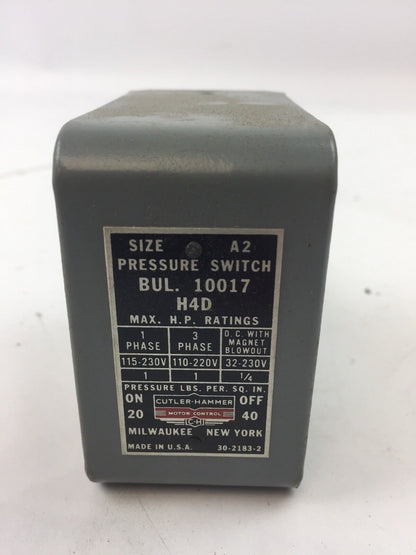 SIZE A2
PRESSURE SWITCH
BUL. 10017
H4D
MAX. H.P. RATINGS
1 PHASE 3 PHASE D.C. WITH MAGNET BLOWOUT
115-230V 110-220V 32-230V
1 1 1/4
PRESSURE LBS. PER. SQ. IN.
ON OFF
CUTLER-HAMMER
20 MOTOR CONTROL 40
C-H
MILWAUKEE NEW YORK
MADE IN U.S.A. 30-2183-2